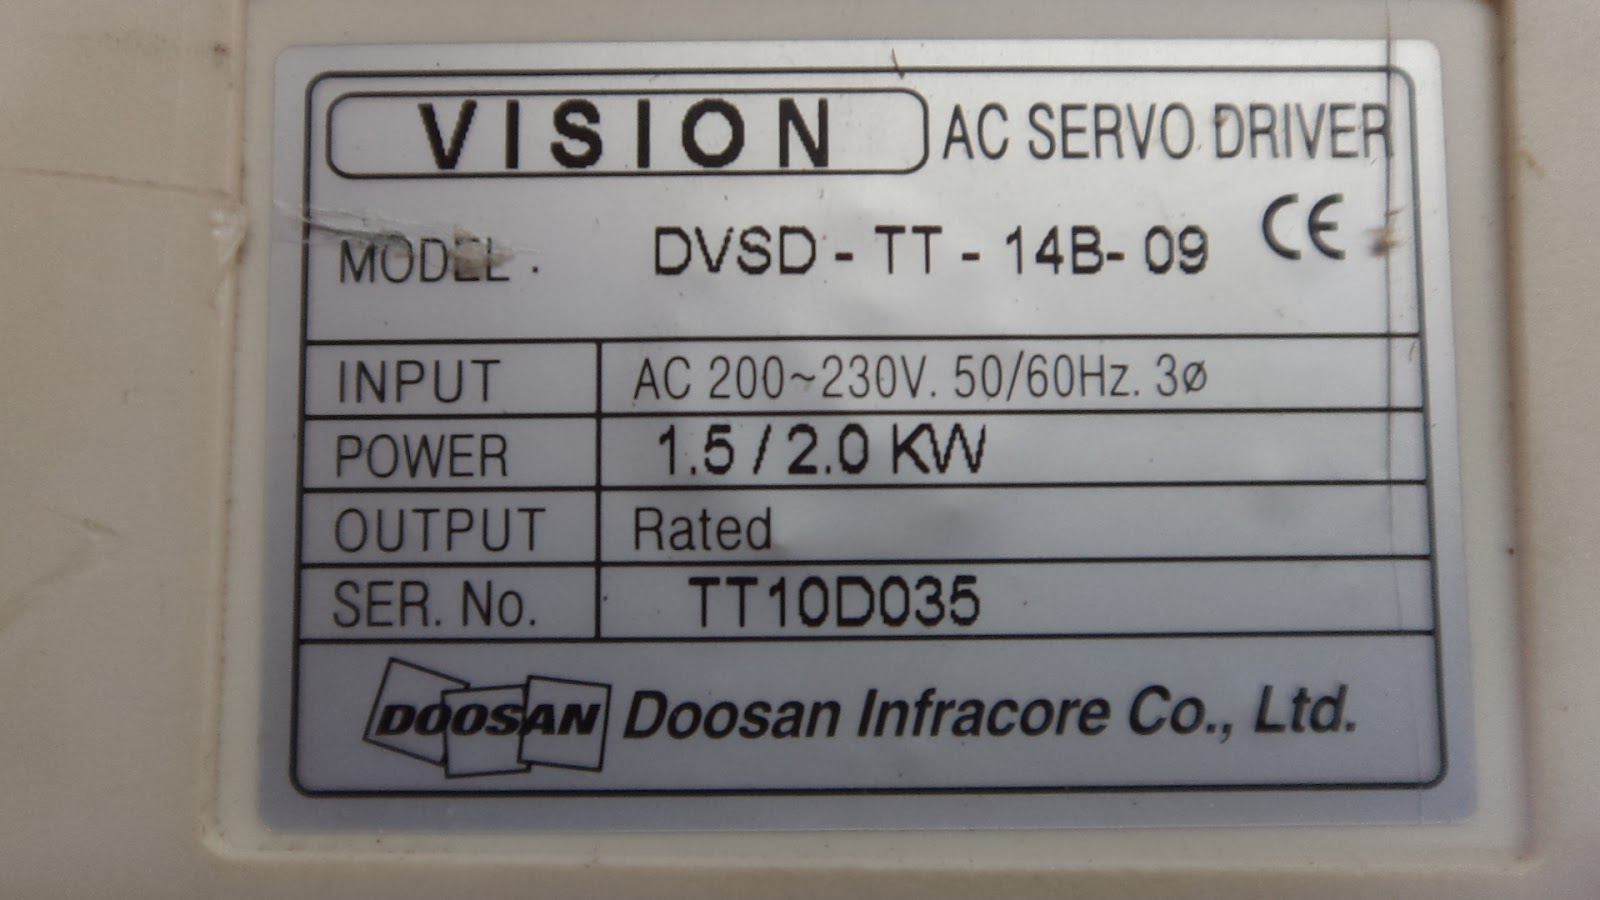 VISION AC SERVO DRIVER
MODEL. DVSD - TT - 14B- 09 CE
INPUT AC 200~230V. 50/60Hz. 3ø
POWER 1.5 / 2.0 KW
OUTPUT Rated
SER. No. TT10D035
DOOSAN Doosan Infracore Co., Ltd.